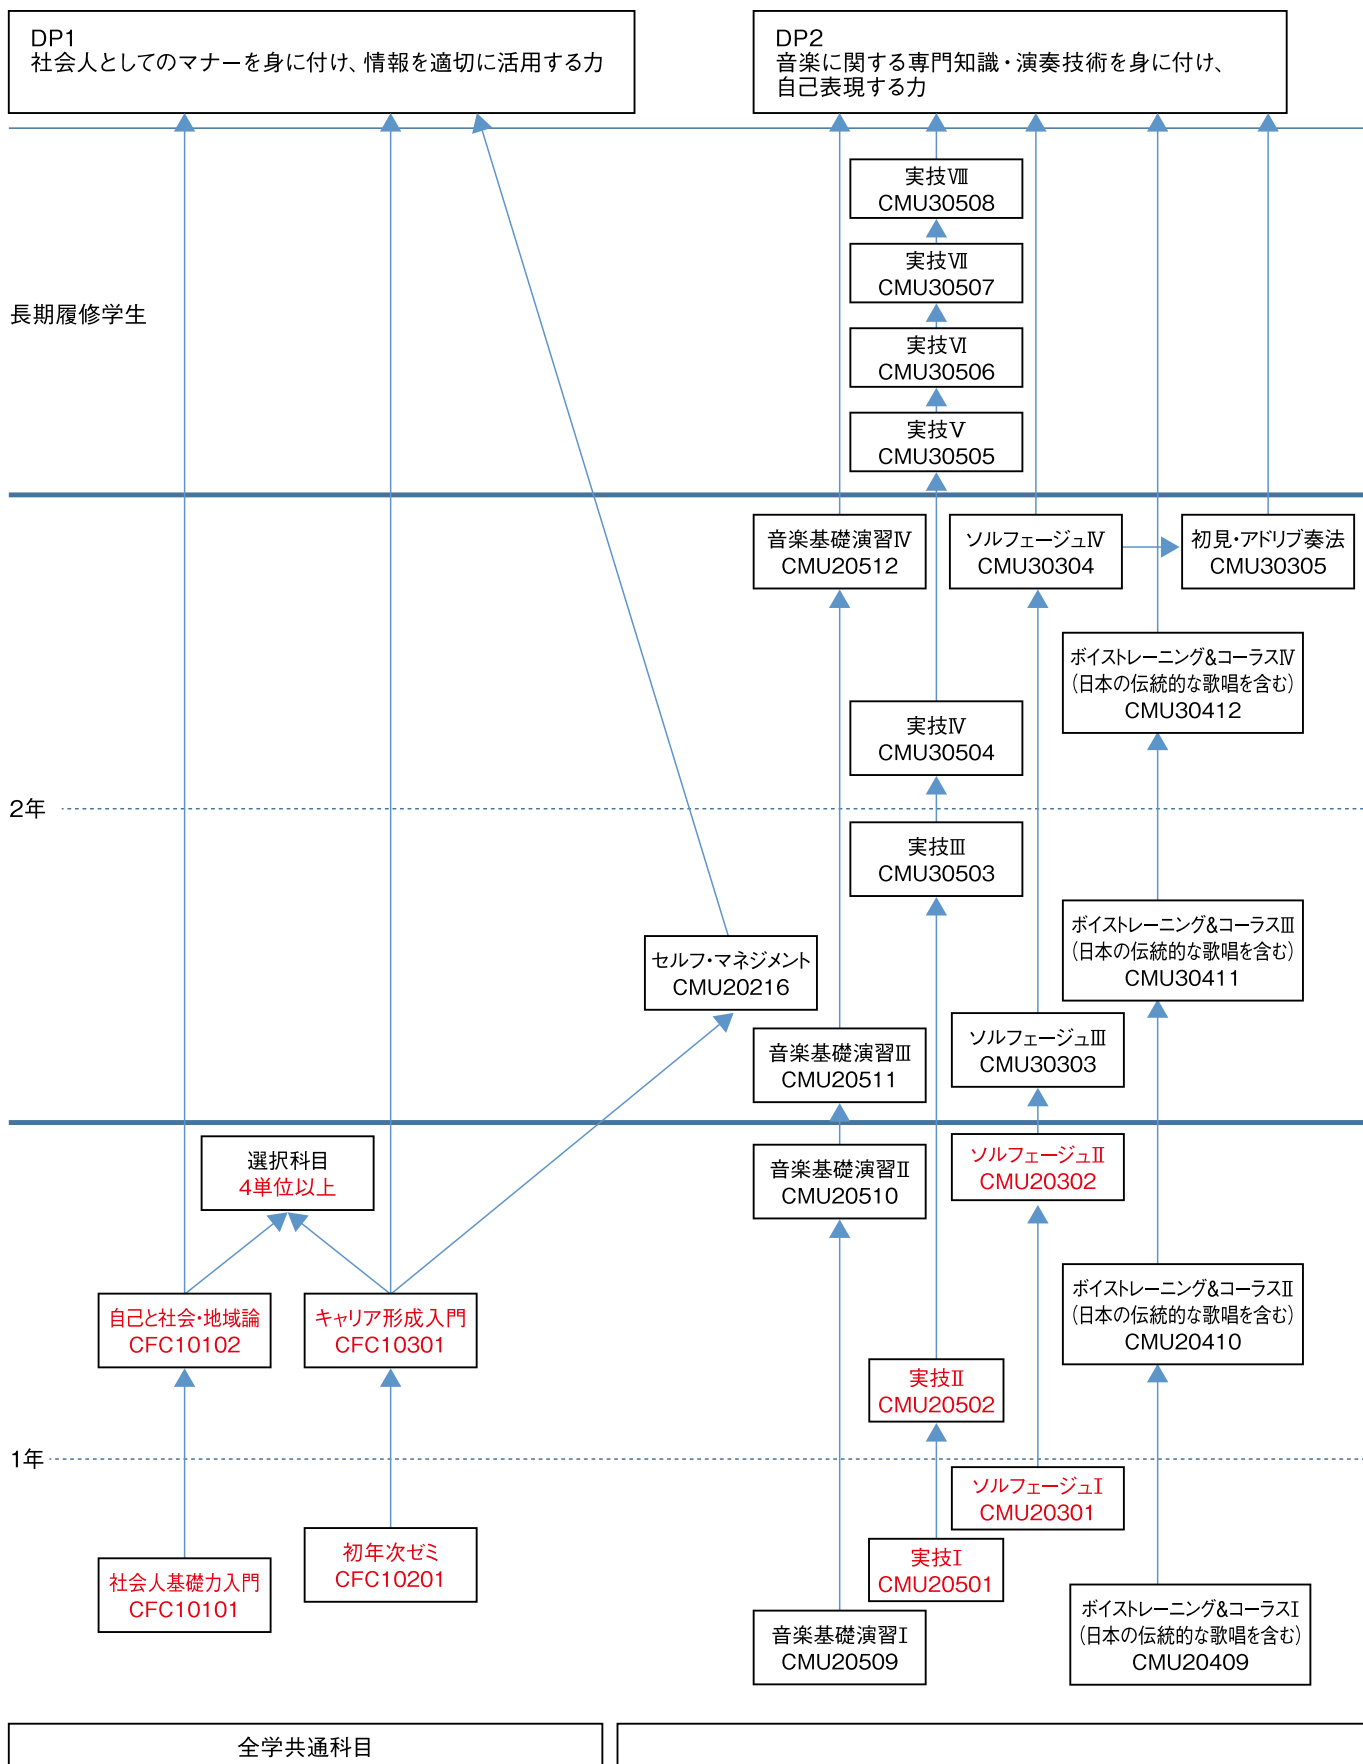 DP1
社会人としてのマナーを身に付け、情報を適切に活用する力
DP2
音楽に関する専門知識・演奏技術を身に付け、
自己表現する力
実技Ⅷ
CMU30508
実技Ⅶ
CMU30507
長期履修学生
実技Ⅵ
CMU30506
実技Ⅴ
CMU30505
音楽基礎演習Ⅳ
CMU20512
ソルフェージュⅣ
CMU30304
初見・アドリブ奏法
CMU30305
ボイストレーニング&コーラスⅣ
(日本の伝統的な歌唱を含む)
CMU30412
実技Ⅳ
CMU30504
2年
実技Ⅲ
CMU30503
ボイストレーニング&コーラスⅢ
(日本の伝統的な歌唱を含む)
CMU30411
セルフ・マネジメント
CMU20216
音楽基礎演習Ⅲ
CMU20511
ソルフェージュⅢ
CMU30303
選択科目
4単位以上
音楽基礎演習Ⅱ
CMU20510
ソルフェージュⅡ
CMU20302
自己と社会・地域論
CFC10102
キャリア形成入門
CFC10301
ボイストレーニング&コーラスⅡ
(日本の伝統的な歌唱を含む)
CMU20410
実技Ⅱ
CMU20502
1年
ソルフェージュⅠ
CMU20301
社会人基礎力入門
CFC10101
初年次ゼミ
CFC10201
実技Ⅰ
CMU20501
音楽基礎演習Ⅰ
CMU20509
ボイストレーニング&コーラスⅠ
(日本の伝統的な歌唱を含む)
CMU20409
全学共通科目